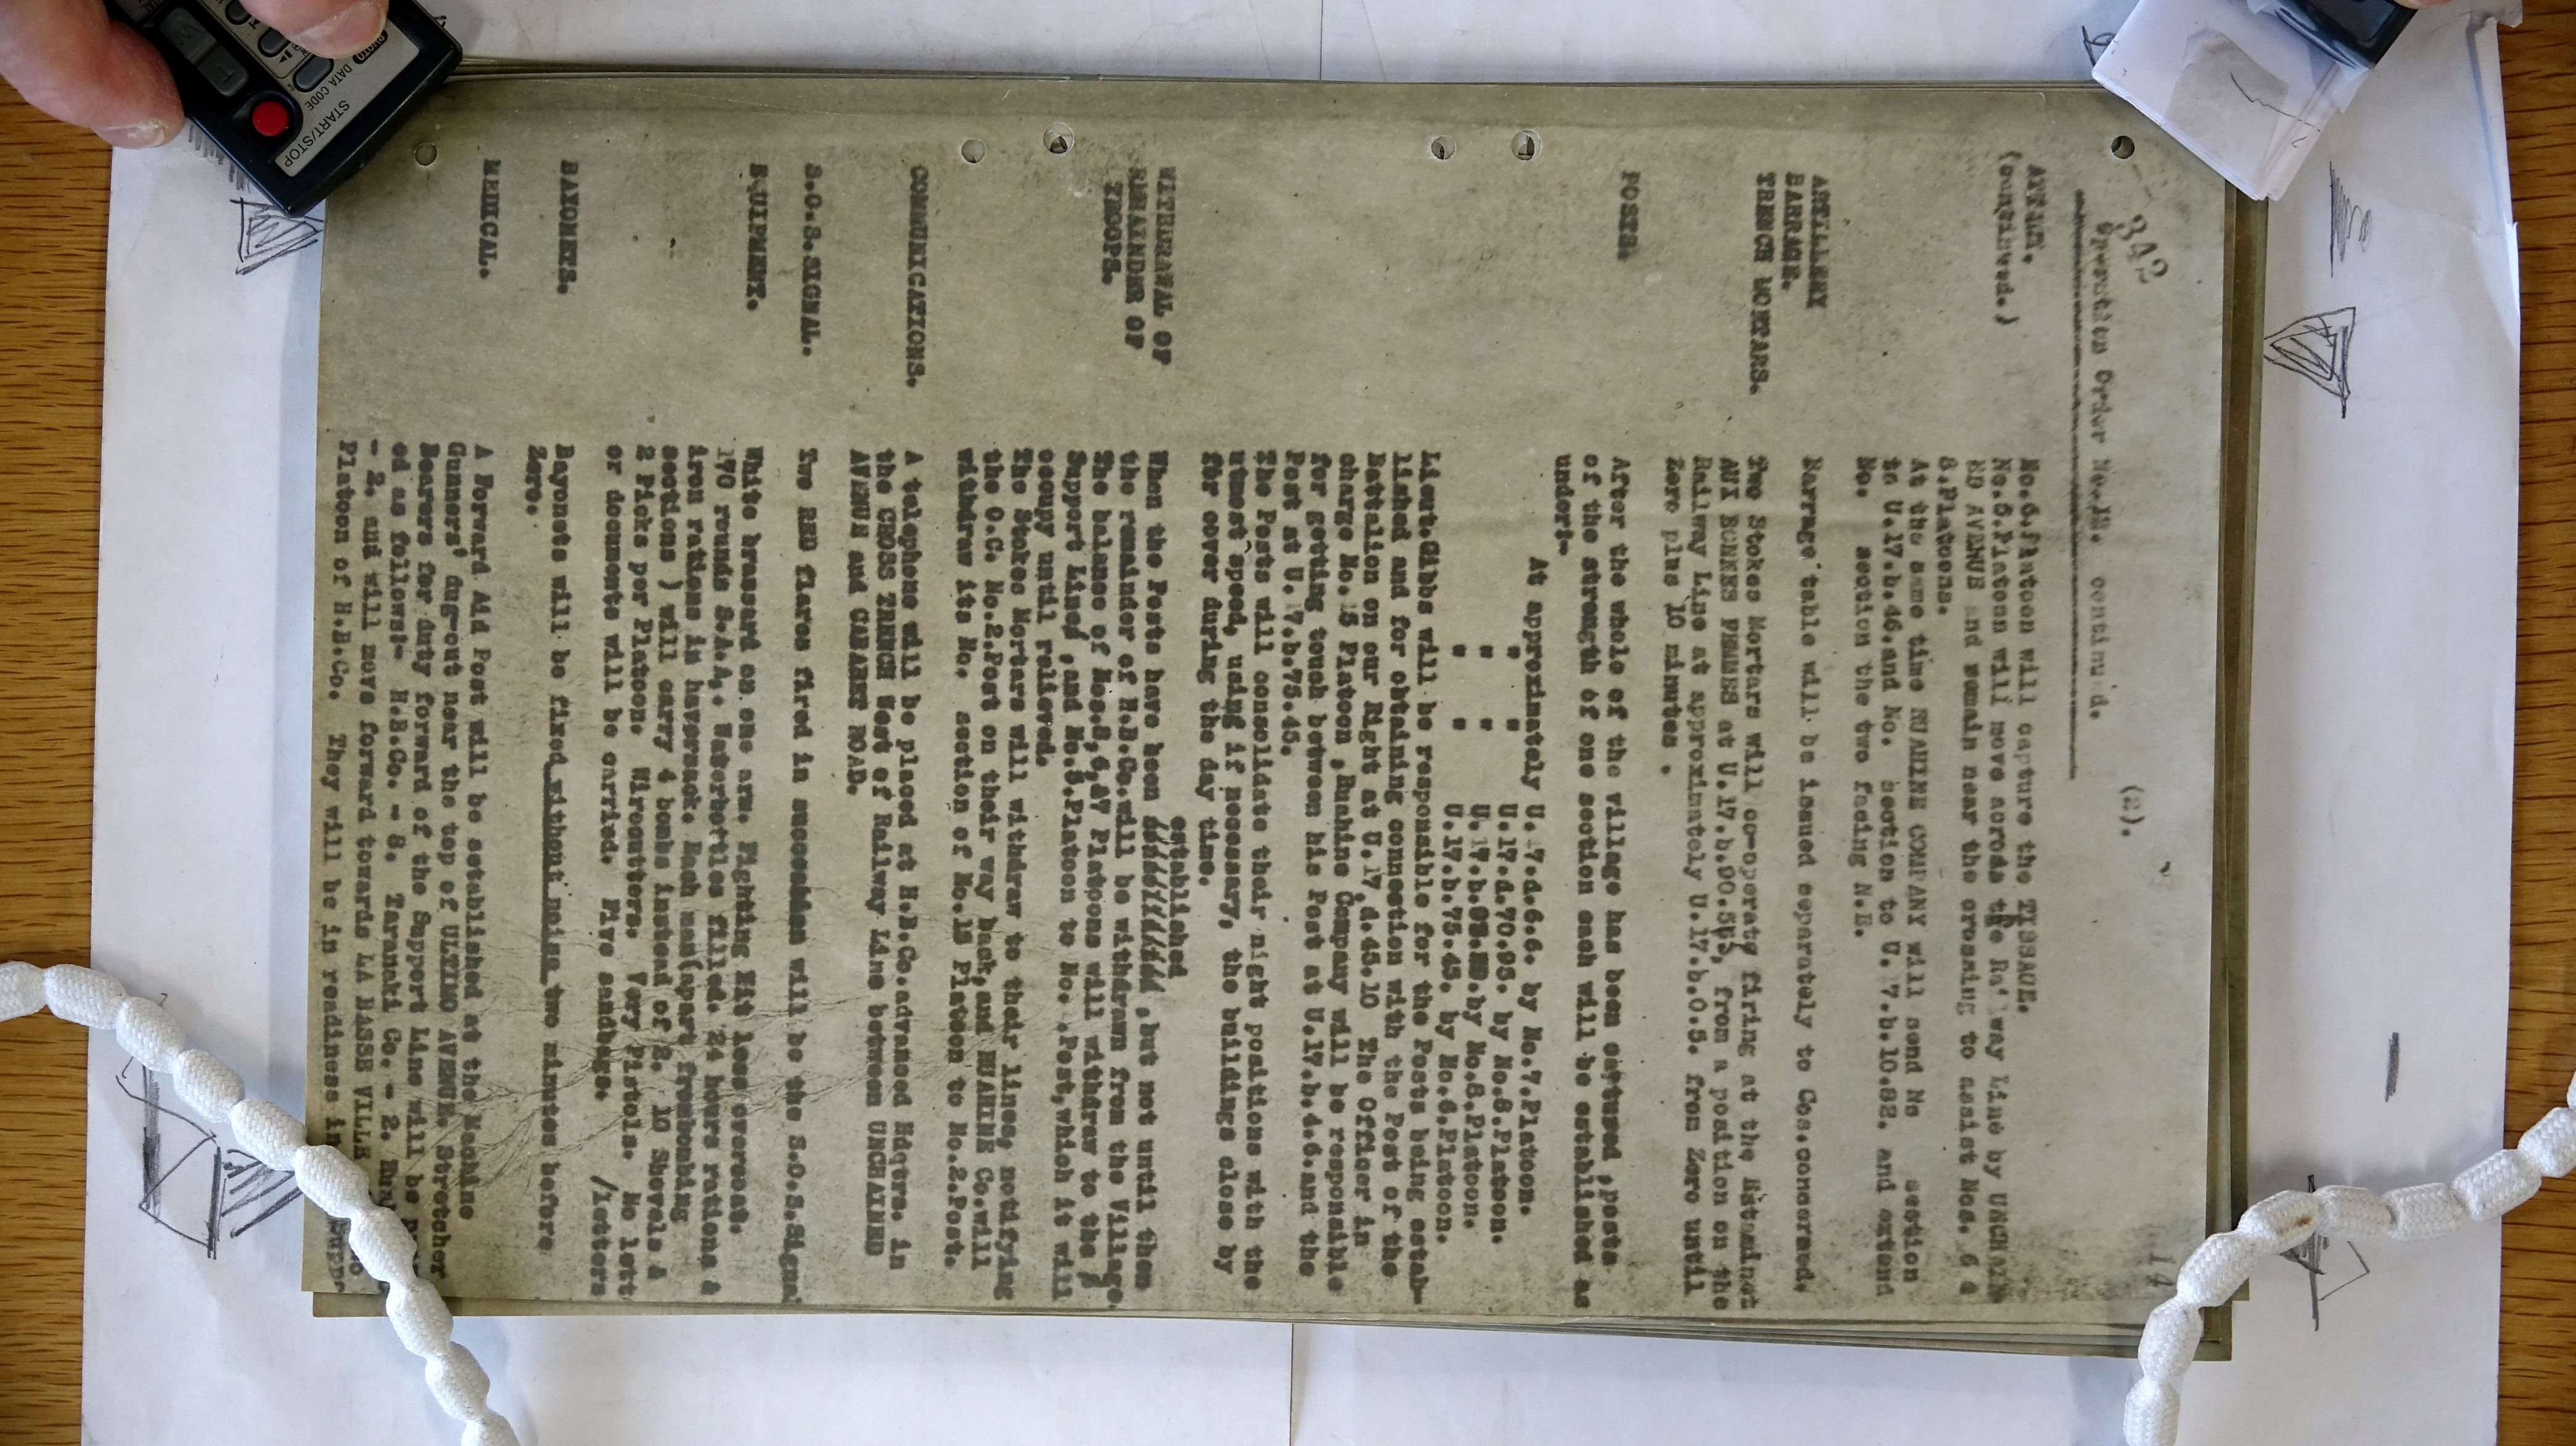 342
(2).
14
Operation Order No.12. continued.
ATTACK.
(continued.)
No.6.Platoon will capture the TISSAGE.
No.5.Platoon will move across the Railway Line by UNCHAIN-
ED AVENUE and remain near the crossing to assist Nos. 6 &
8.Platoons.
At the same time RUAHINE COMPANY will send No section
to U.17.b.46.and No. section to U.17.b.10.82. and extend
No. section the two facing N.E.
ARTILLERY
BARRAGE.
Barrage table will be issued separately to Cos.concerned.
TRENCH MORTARS.
Two Stokes Mortars will co-operate firing at the Estaminet
AUX BONNES FEMMES at U.17.b.90.55, from a position on the
Railway Line at approximately U.17.b.0.5. from Zero until
Zero plus 10 minutes .
POSTS.
After the whole of the village has been captured ,posts
of the strength of one section each will be established as
under:-
At approximately U.17.d.6.6. by No.7.Platoon.
" " U.17.d.70.95. by No.8.Platoon.
" " U.17.b. by No.8.Platoon.
U.17.b.75.45. by No.6.Platoon.
Lieut.Gibbs will be responsible for the Posts being estab-
lished and for obtaining connection with the Post of the
Battalion on our Right at U.17.d.45.10 The Officer in
charge No.15 Platoon ,Ruahine Company will be responsible
for getting touch between his Post at U.17.b.4.6.and the
Post at U.17.b.75.45.
The Posts will consolidate their night positions with the
utmost speed, using if necessary, the buildings close by
for cover during the day time.
WITHDRAWAL OF
REMAINDER OF
TROOPS.
established
When the Posts have been ,but not until then
the remainder of H.B.Co.will be withdrawn from the Village.
The balance of Nos.5,6,&7 Platoons will withdraw to the
Support Line ,and No.8.Platoon to No. .Post,which it will
occupy until relieved.
The Stokes Mortars will withdraw to their lines, notifying
the O.C. No.2.Post on their way back,and RUAHINE Co.will
withdraw its No. section of No.15 Platoon to No.2.Post.
COMMUNICATIONS.
A telephone will be placed at H.B.Co.advanced Hdqtrs. in
the CROSS TRENCH West of Railway Line between UNCHAINED
AVENUE and CABARET ROAD.
S.O.S.SIGNAL.
Two RED flares fired in succession will be the S.O.S.Signal
EQUIPMENT.
White brassard on one arm. Fighting Kit less overcoat.
170 rounds S.A.A.. Waterbottles filled. 24 hours rations &
iron rations in haversack. Each man(apart frombombing
sections ) will carry 4 bombs instead of 2. 10 Shovels &
2 Picks per Platoon. Wirecutters. Very Pistols. No lett
or documents will be carried. Five sandbags. /letters
BAYONETS.
Bayonets will be fixed without noise two minutes before
Zero.
MEDICAL.
A Forward Aid Post will be established at the Machine
Gunners' dug-out near the top of ULTIMO AVENUE. Stretcher
Bearers for duty forward of the Support Line will be
ed as follows:- H.B.Co. - 8. Taranaki Co. - 2.
- 2. and will move forward towards LA BASSE VILLE
Platoon of H.B.Co. They will be in readiness in
START/STOP
DATA CODE
PHOTO
T
W